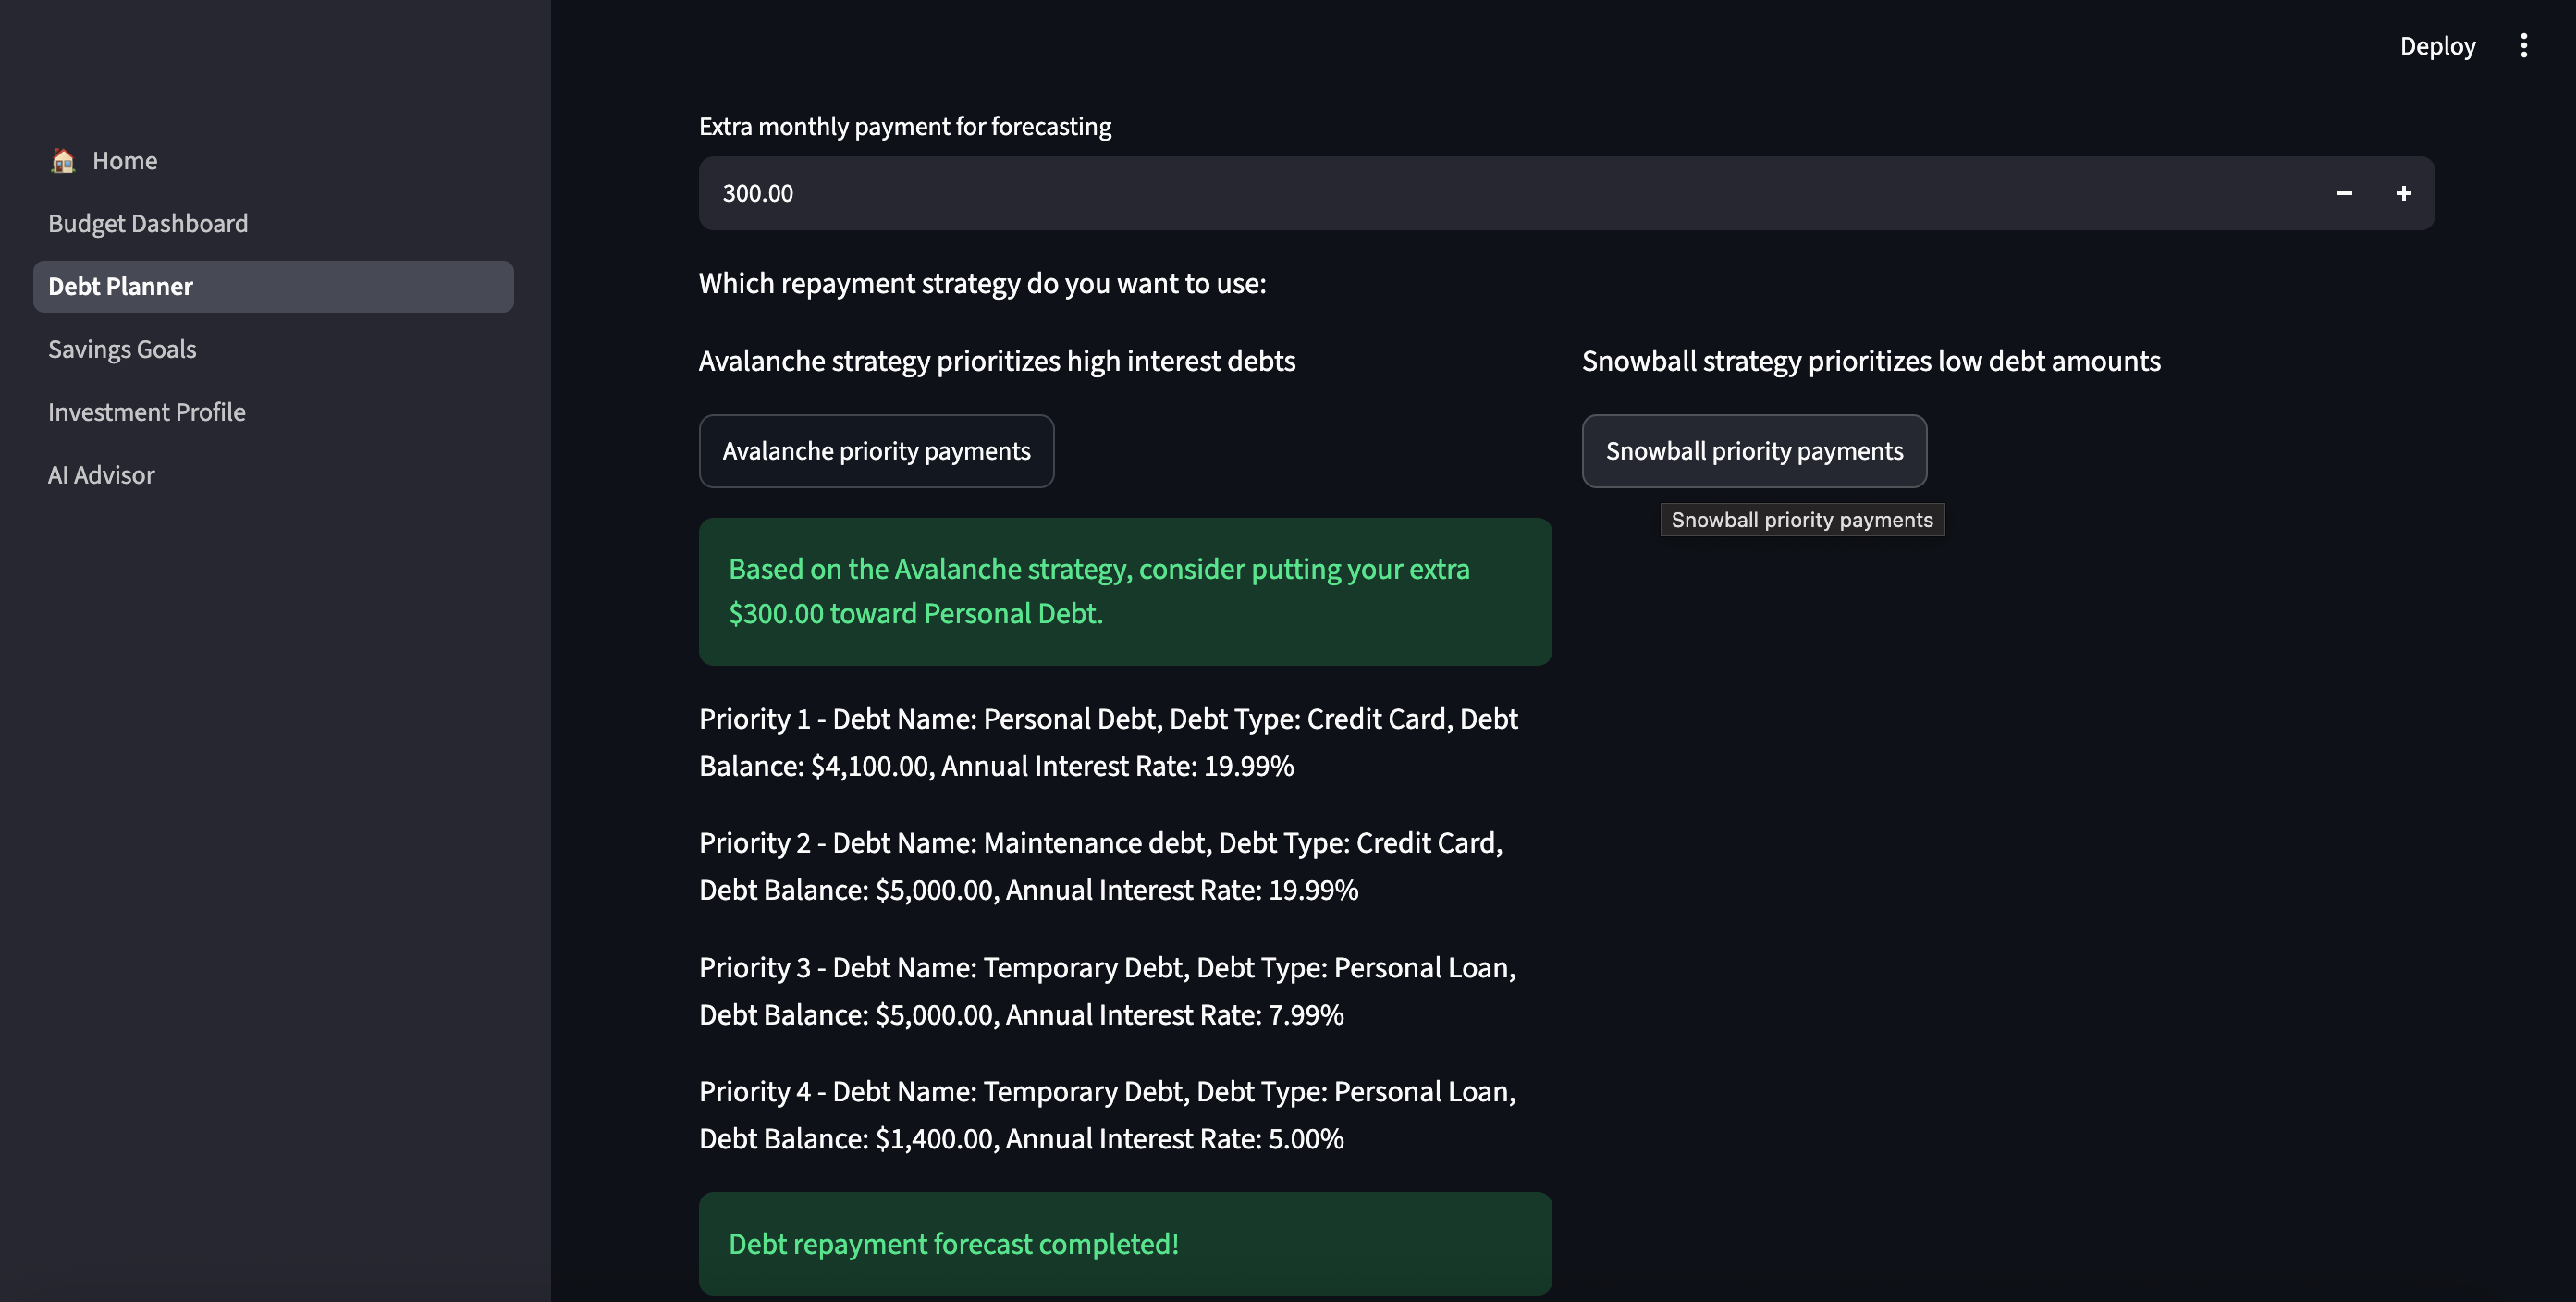 Deploy
🏠 Home
Budget Dashboard
Debt Planner
Savings Goals
Investment Profile
AI Advisor
Extra monthly payment for forecasting
300.00
Which repayment strategy do you want to use:
Avalanche strategy prioritizes high interest debts
Avalanche priority payments
Snowball strategy prioritizes low debt amounts
Snowball priority payments
Snowball priority payments
Based on the Avalanche strategy, consider putting your extra
$300.00 toward Personal Debt.
Priority 1 - Debt Name: Personal Debt, Debt Type: Credit Card, Debt
Balance: $4,100.00, Annual Interest Rate: 19.99%
Priority 2 - Debt Name: Maintenance debt, Debt Type: Credit Card,
Debt Balance: $5,000.00, Annual Interest Rate: 19.99%
Priority 3 - Debt Name: Temporary Debt, Debt Type: Personal Loan,
Debt Balance: $5,000.00, Annual Interest Rate: 7.99%
Priority 4 - Debt Name: Temporary Debt, Debt Type: Personal Loan,
Debt Balance: $1,400.00, Annual Interest Rate: 5.00%
Debt repayment forecast completed!